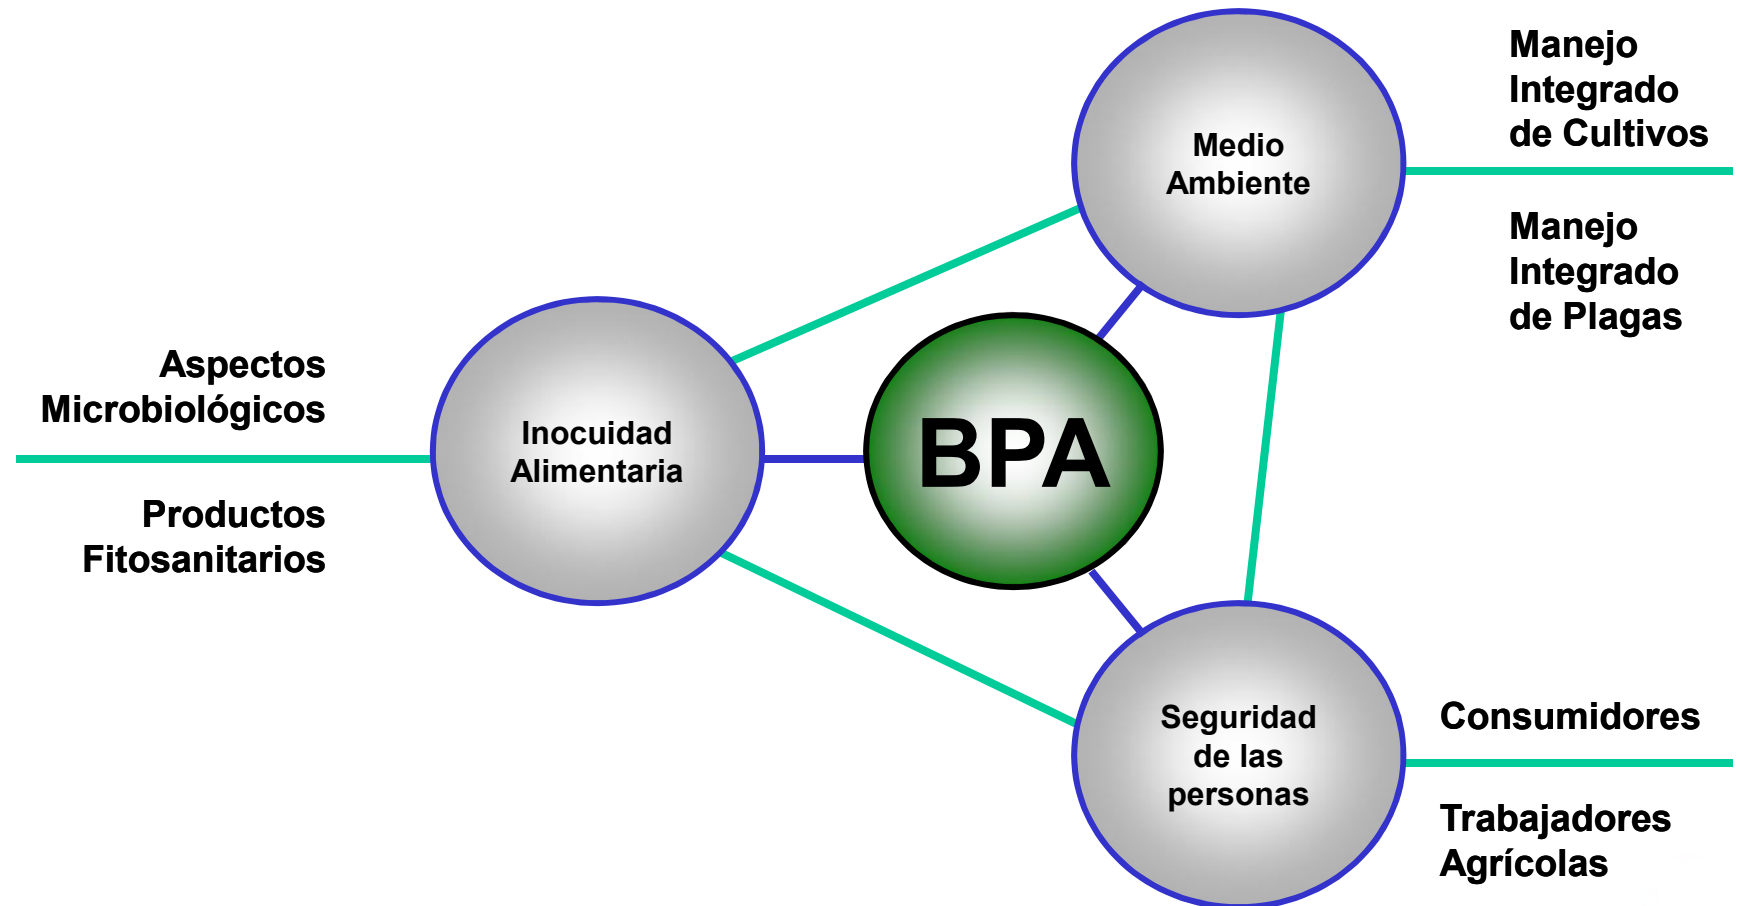 Aspectos
Microbiológicos
Productos
Fitosanitarios
Inocuidad
Alimentaria
BPA
Medio
Ambiente
Manejo
Integrado
de Cultivos
Manejo
Integrado
de Plagas
Seguridad
de las
personas
Consumidores
Trabajadores
Agrícolas